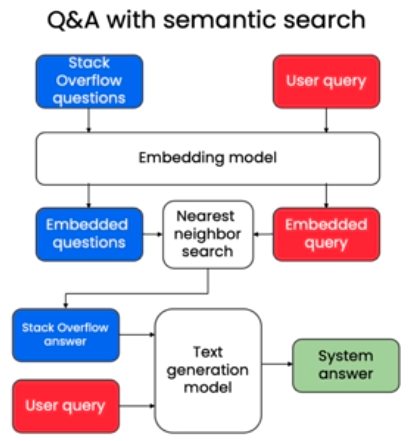 Q&A with semantic search
Stack
Overflow
questions
User query
Embedding model
Embedded
questions
Nearest
neighbor
search
Embedded
query
Stack Overflow
answer
Text
generation
model
System
answer
User query